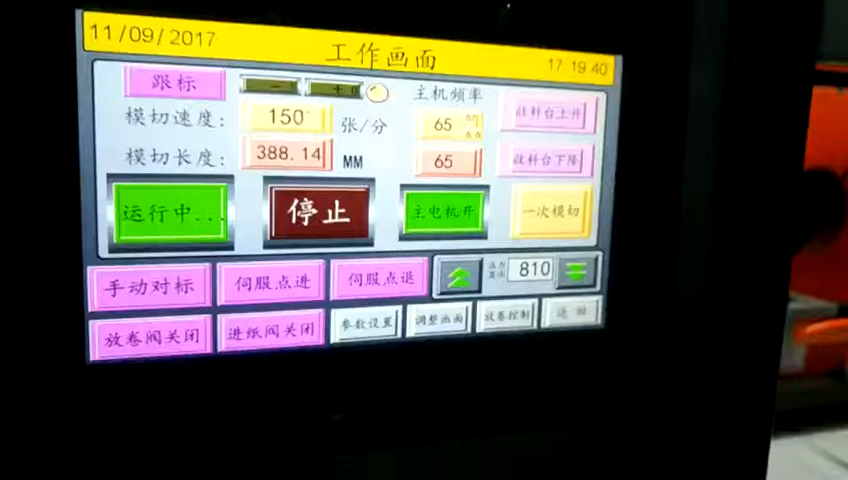 11/09/2017 工作画面 17 19 40
跟标 主机频率 收料台上升
模切速度: 150 张/分 65
模切长度: 388.14 MM 65 收料台下降
运行中... 停止 主电机开 一次模切
手动对标 伺服点进 伺服点退 810
放卷阀关闭 进纸阀关闭 参数设置 调整画面 放卷控制